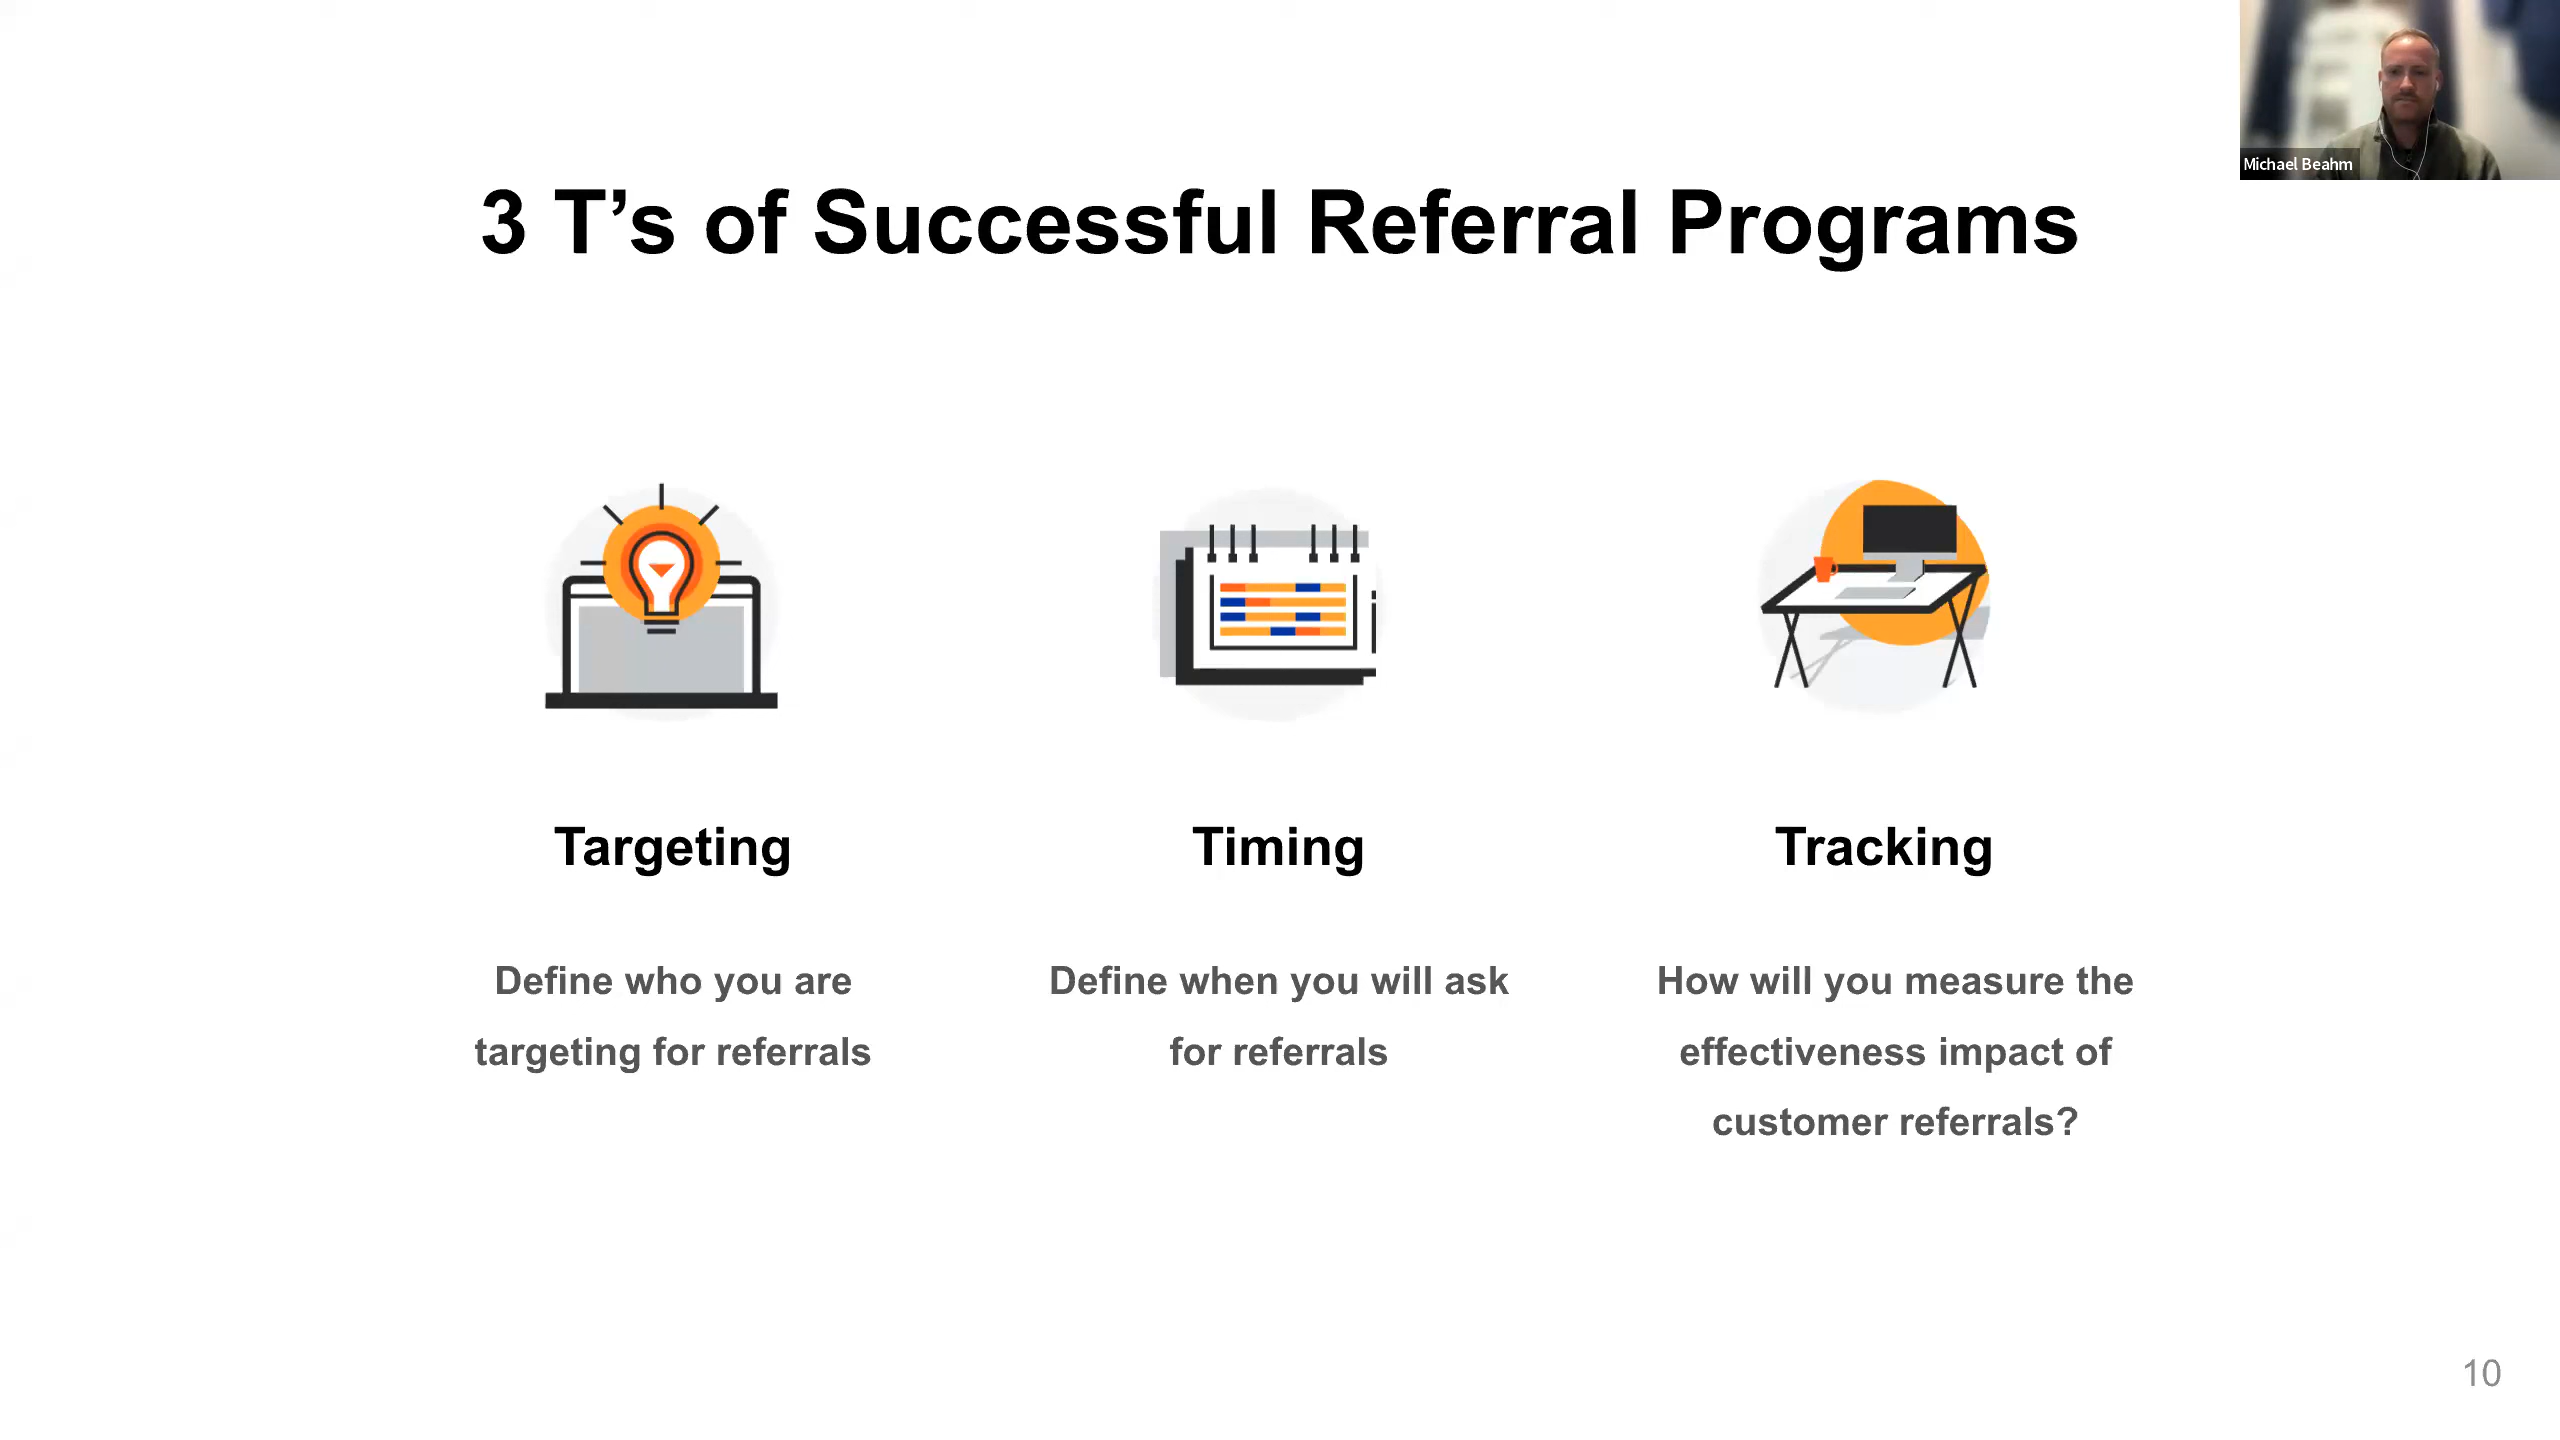 Michael Beahm
3 T’s of Successful Referral Programs
Targeting
Define who you are
targeting for referrals
Timing
Define when you will ask
for referrals
Tracking
How will you measure the
effectiveness impact of
customer referrals?
10